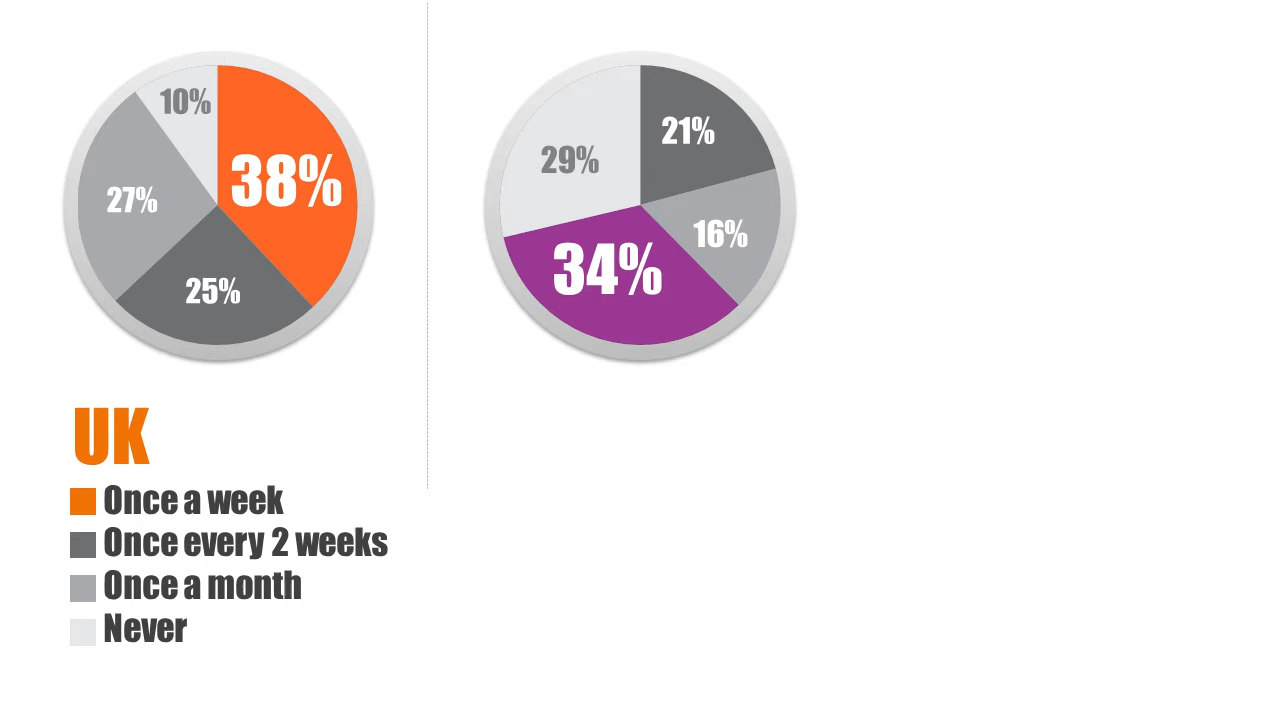 10%
38%
27%
25%
21%
29%
16%
34%
UK
Once a week
Once every 2 weeks
Once a month
Never